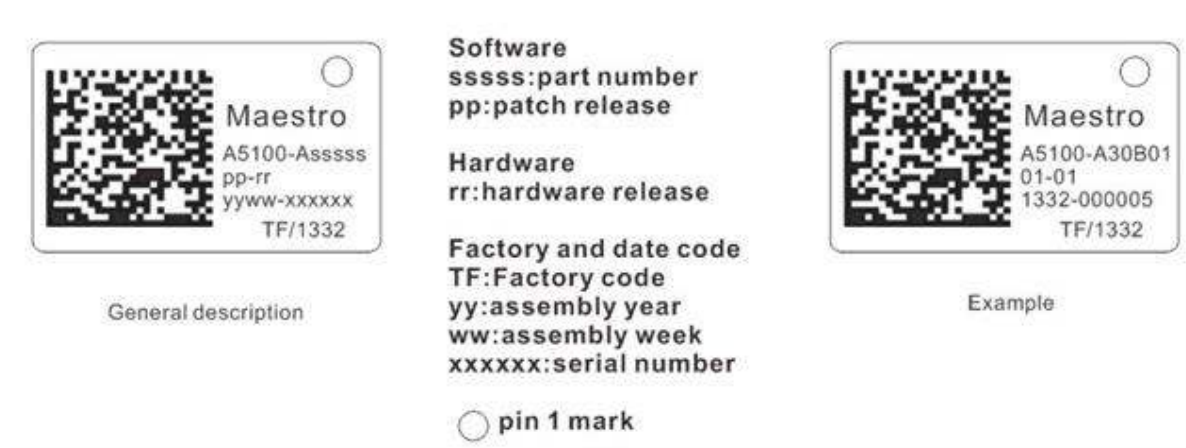 Maestro
A5100-Asssss
pp-rr
yyww-xxxxxx
TF/1332
General description
Software
sssss:part number
pp:patch release
Hardware
rr:hardware release
Factory and date code
TF:Factory code
yy:assembly year
ww:assembly week
xxxxxx:serial number
pin 1 mark
Maestro
A5100-A30B01
01-01
1332-000005
TF/1332
Example